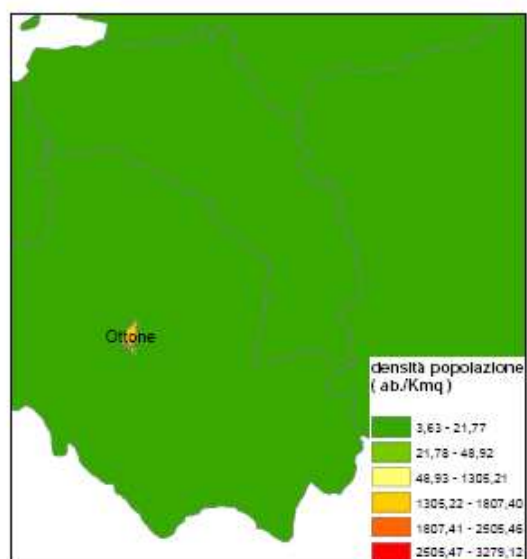 Ottone
densità popolazione
( ab./Kmq )
3,63 - 21,77
21,78 - 48,92
48,93 - 1305,21
1305,22 - 1807,40
1807,41 - 2505,46
2505,47 - 3279,12